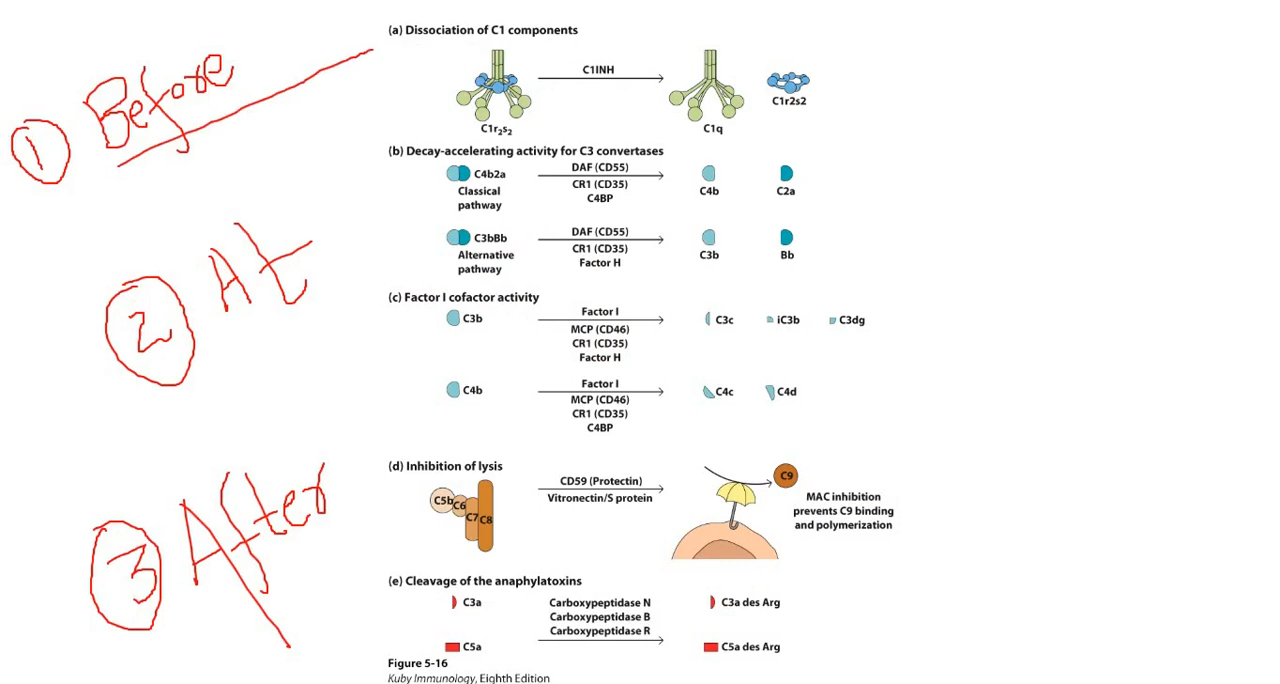 1 Before
2 At
3 After
(a) Dissociation of C1 components
C1INH
C1r2s2
C1q
C1r2s2
(b) Decay-accelerating activity for C3 convertases
C4b2a
Classical
pathway
DAF (CD55)
CR1 (CD35)
C4BP
C4b
C2a
C3bBb
Alternative
pathway
DAF (CD55)
CR1 (CD35)
Factor H
C3b
Bb
(c) Factor I cofactor activity
C3b
Factor I
MCP (CD46)
CR1 (CD35)
Factor H
C3c
iC3b
C3dg
C4b
Factor I
MCP (CD46)
CR1 (CD35)
C4BP
C4c
C4d
(d) Inhibition of lysis
C5b
C6
C7
C8
CD59 (Protectin)
Vitronectin/S protein
C9
MAC inhibition
prevents C9 binding
and polymerization
(e) Cleavage of the anaphylatoxins
C3a
Carboxypeptidase N
Carboxypeptidase B
Carboxypeptidase R
C3a des Arg
C5a
C5a des Arg
Figure 5-16
Kuby Immunology, Eighth Edition